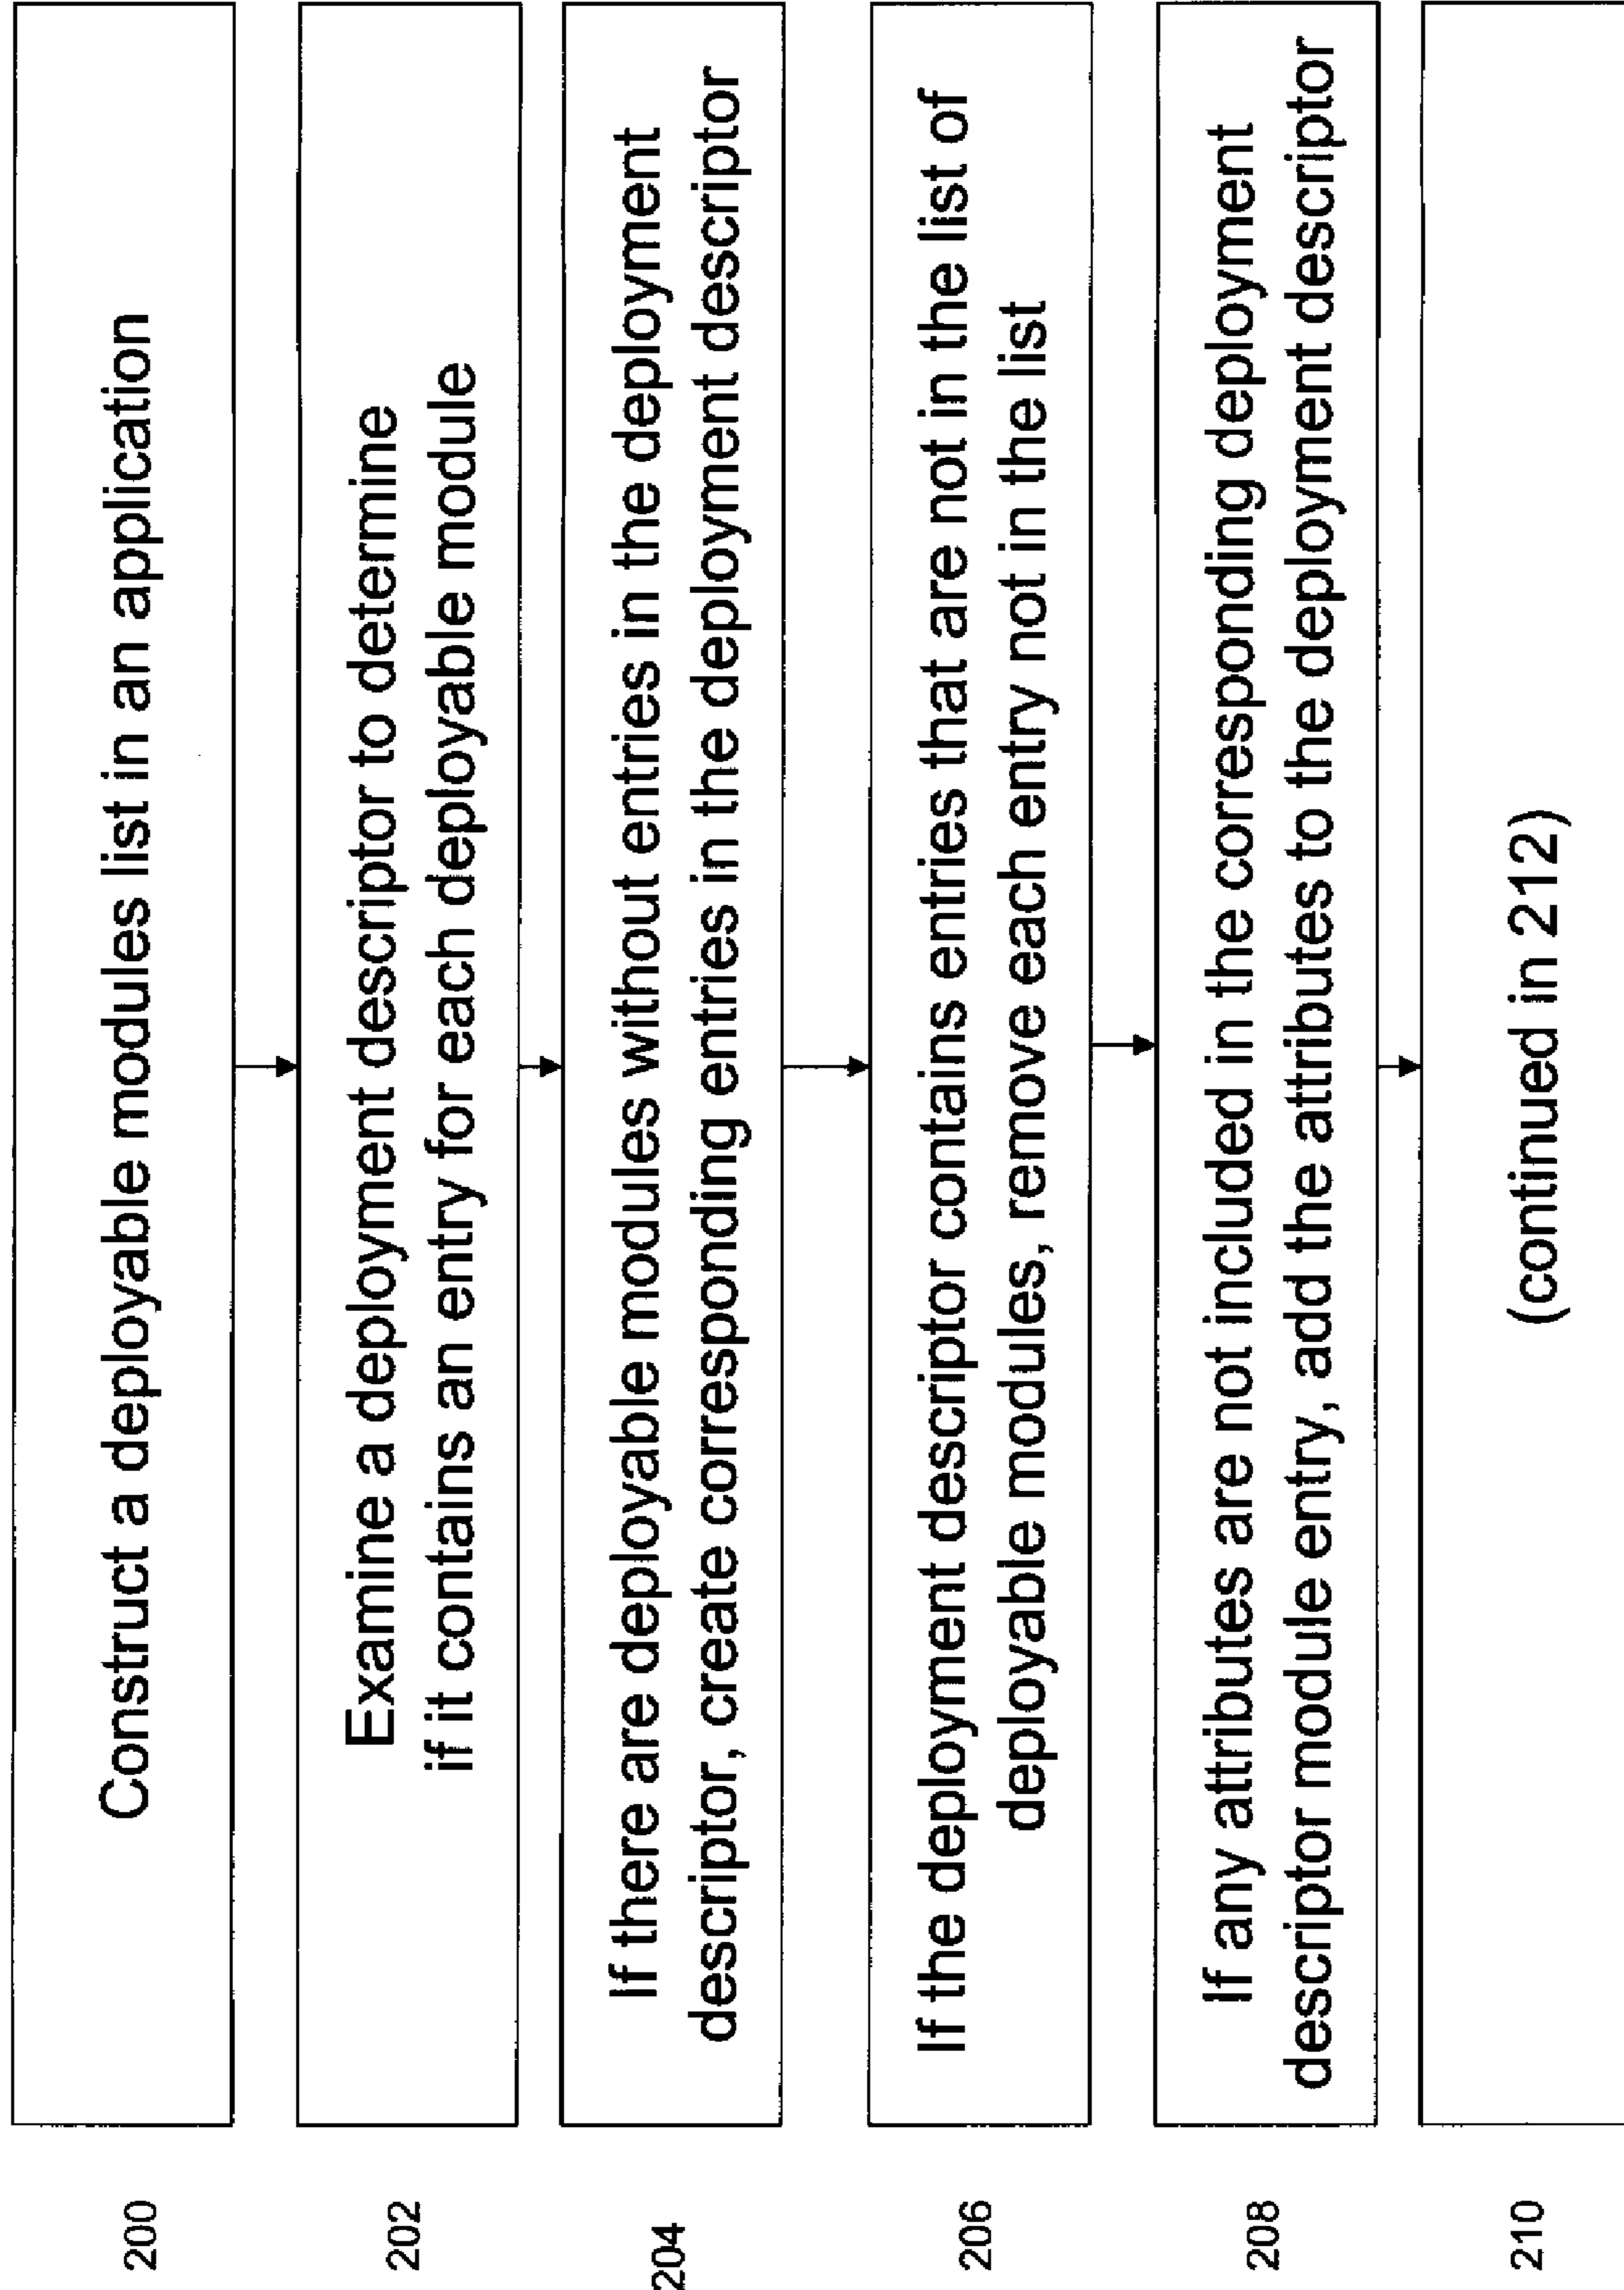 200
Construct a deployable modules list in an application
202
Examine a deployment descriptor to determine
if it contains an entry for each deployable module
204
If there are deployable modules without entries in the deployment
descriptor, create corresponding entries in the deployment descriptor
206
If the deployment descriptor contains entries that are not in the list of
deployable modules, remove each entry not in the list
208
If any attributes are not included in the corresponding deployment
descriptor module entry, add the attributes to the deployment descriptor
210
(continued in 212)